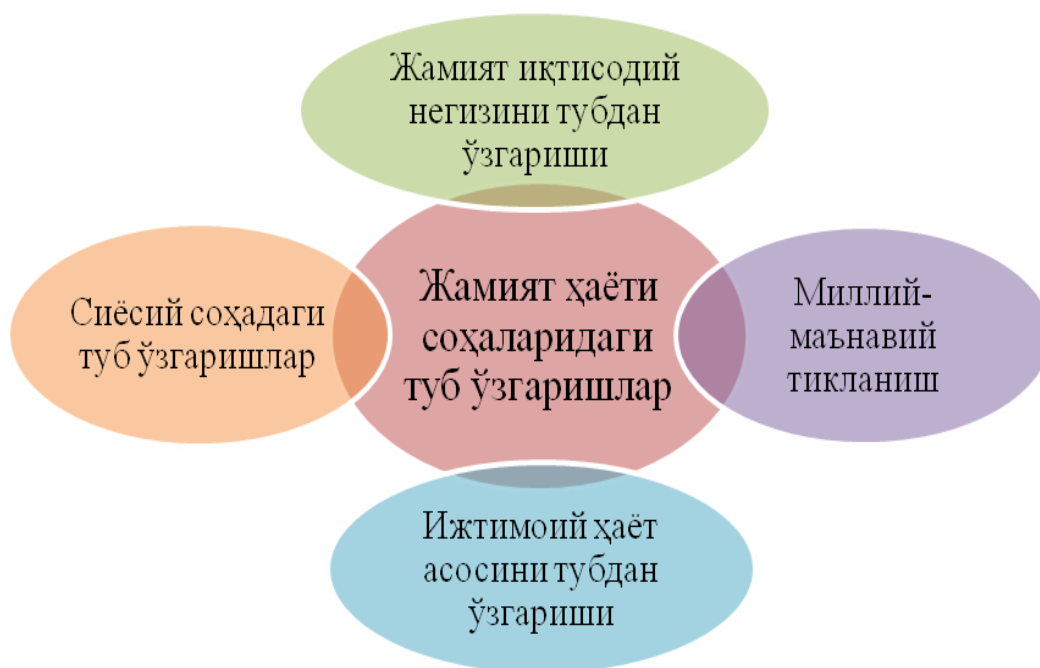 Жамият иқтисодий
негизини тубдан
ўзгариши
Сиёсий соҳадаги
туб ўзгаришлар
Жамият ҳаёти
соҳаларидаги
туб ўзгаришлар
Миллий-
маънавий
тикланиш
Ижтимоий ҳаёт
асосини тубдан
ўзгариши